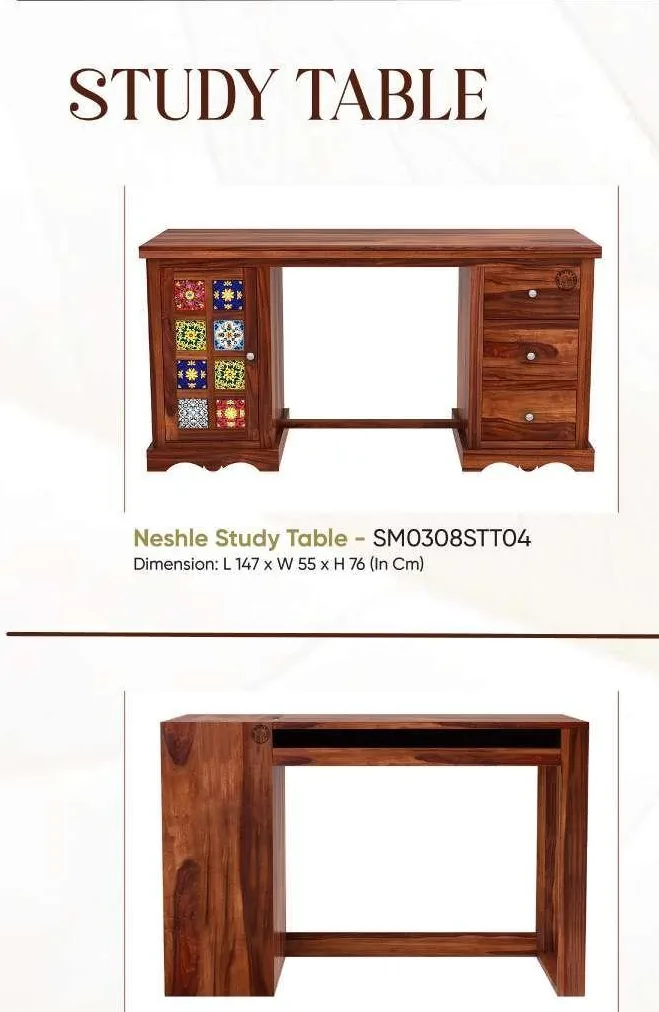 STUDY TABLE
Neshle Study Table - SM0308STT04
Dimension: L 147 x W 55 x H 76 (In Cm)